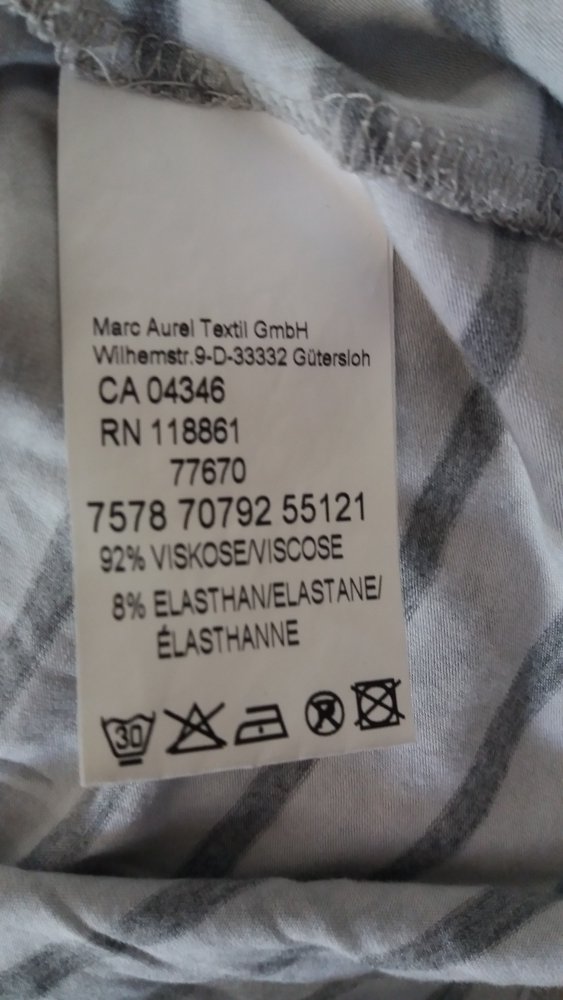 Marc Aurel Textil GmbH
Wilhemstr.9-D-33332 Gütersloh
CA 04346
RN 118861
77670
7578 70792 55121
92% VISKOSE/VISCOSE
8% ELASTHAN/ELASTANE/
ÉLASTHANNE
30